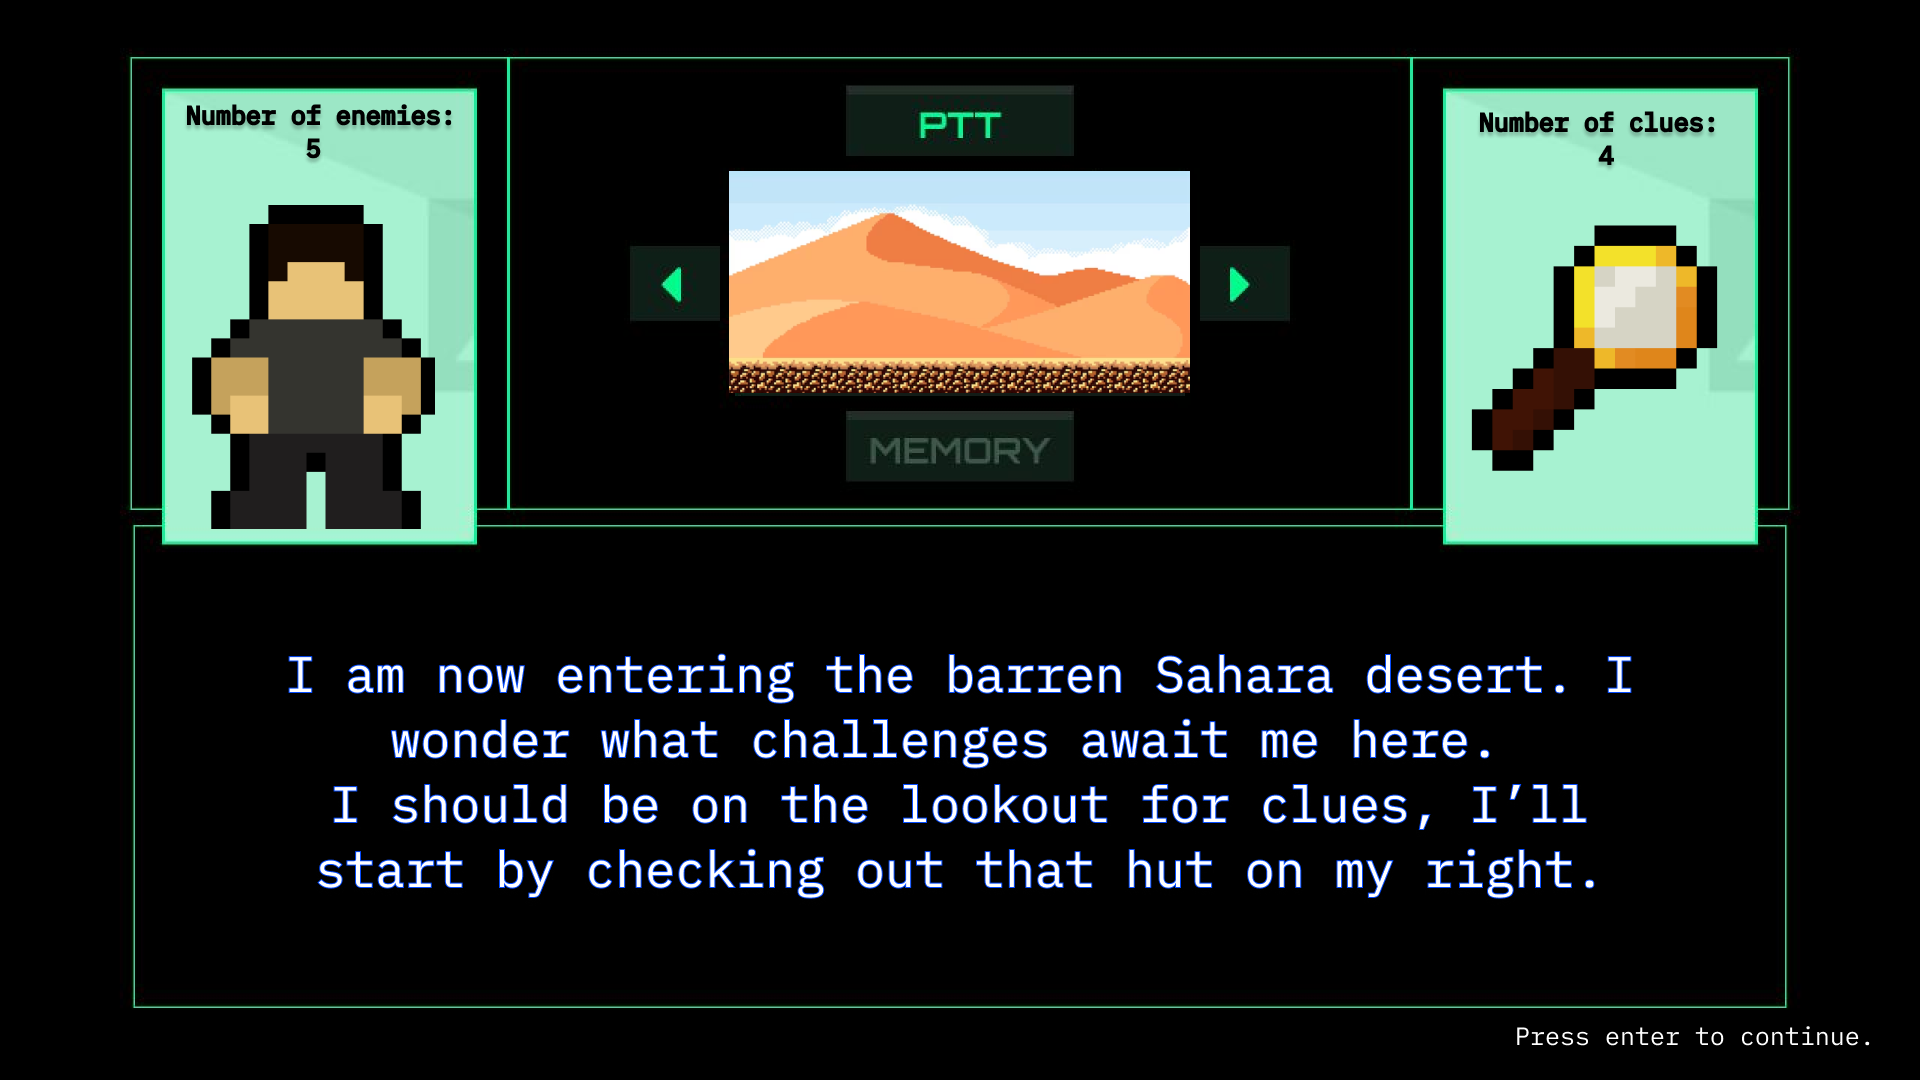 Number of enemies:
5
PTT
MEMORY
Number of clues:
4
I am now entering the barren Sahara desert. I
wonder what challenges await me here.
I should be on the lookout for clues, I’ll
start by checking out that hut on my right.
Press enter to continue.